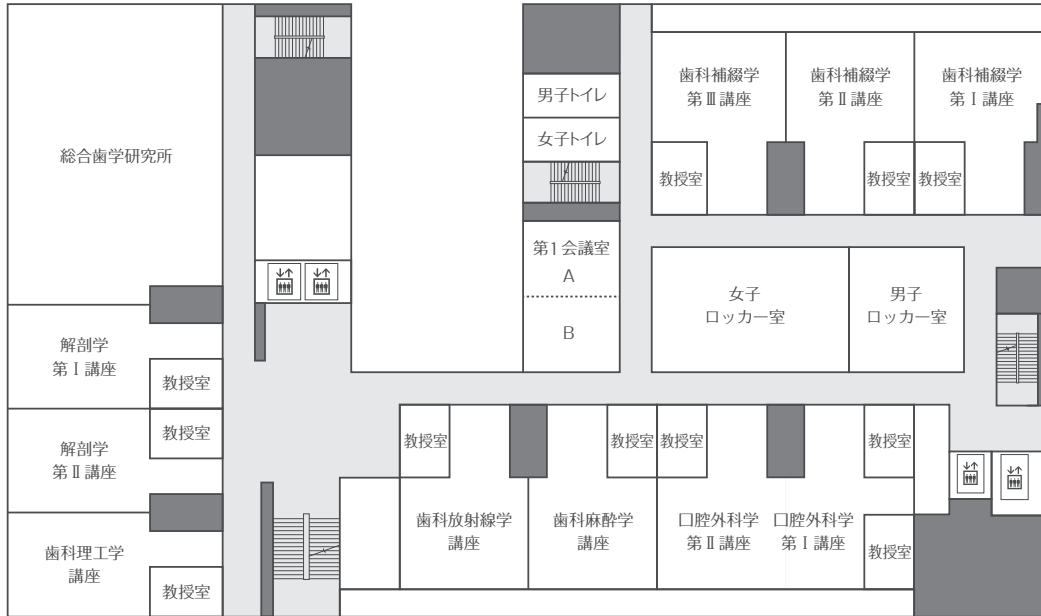 総合歯学研究所
解剖学
第Ⅰ講座
教授室
教授室
解剖学
第Ⅱ講座
歯科理工学
講座
教授室
男子トイレ
女子トイレ
第1会議室
A
B
歯科補綴学
第Ⅲ講座
歯科補綴学
第Ⅱ講座
歯科補綴学
第Ⅰ講座
教授室
教授室
教授室
女子
ロッカー室
男子
ロッカー室
教授室
教授室
教授室
教授室
歯科放射線学
講座
歯科麻酔学
講座
口腔外科学
第Ⅱ講座
口腔外科学
第Ⅰ講座
教授室